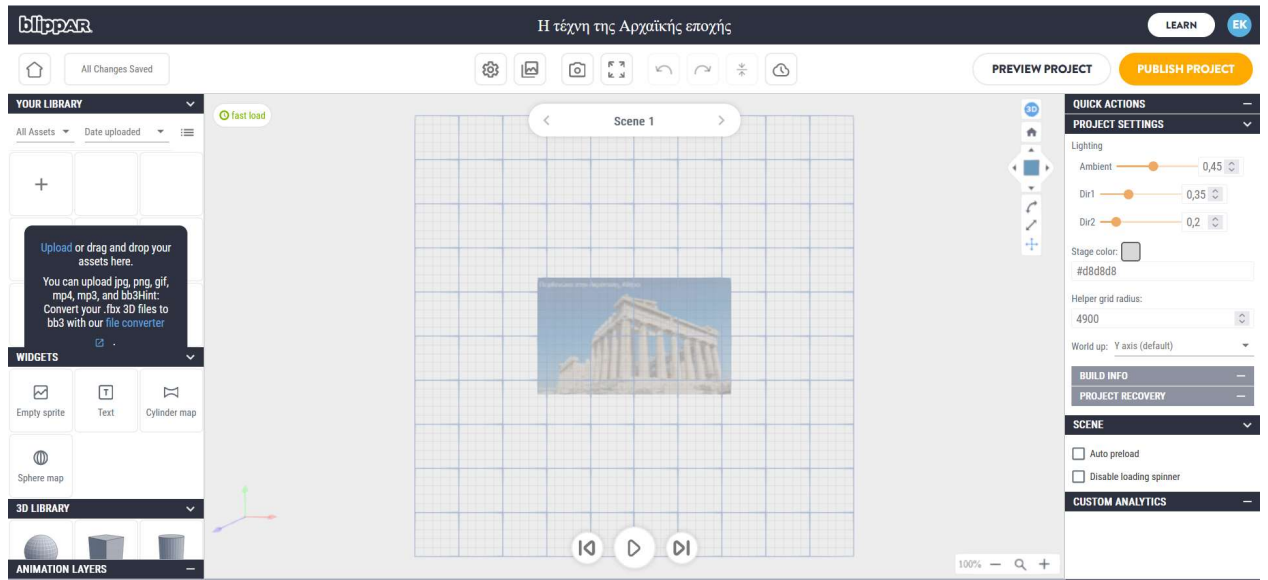 blippar.
Η τέχνη της Αρχαϊκής εποχής
LEARN
EK
All Changes Saved
PREVIEW PROJECT
PUBLISH PROJECT
YOUR LIBRARY
All Assets
Date uploaded
Upload or drag and drop your
assets here.
You can upload jpg, png, gif,
mp4, mp3, and bb3Hint:
Convert your .fbx 3D files to
bb3 with our file converter
.
WIDGETS
Empty sprite
Text
Cylinder map
Sphere map
3D LIBRARY
ANIMATION LAYERS
fast load
Scene 1
3D
100%
QUICK ACTIONS
PROJECT SETTINGS
Lighting
Ambient 0,45
Dir1 0,35
Dir2 0,2
Stage color:
#d8d8d8
Helper grid radius:
4900
World up: Y axis (default)
BUILD INFO
PROJECT RECOVERY
SCENE
Auto preload
Disable loading spinner
CUSTOM ANALYTICS